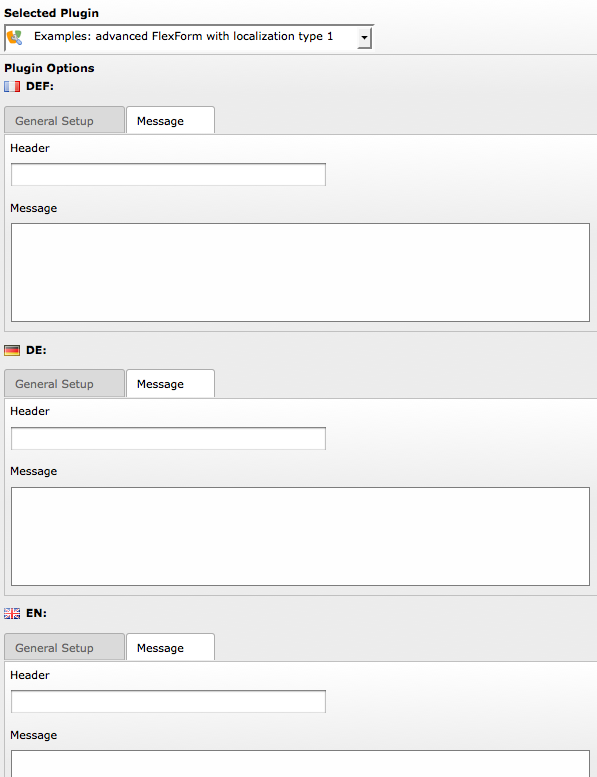 Selected Plugin
Examples: advanced FlexForm with localization type 1
Plugin Options
DEF:
General Setup Message
Header
Message
DE:
General Setup Message
Header
Message
EN:
General Setup Message
Header
Message